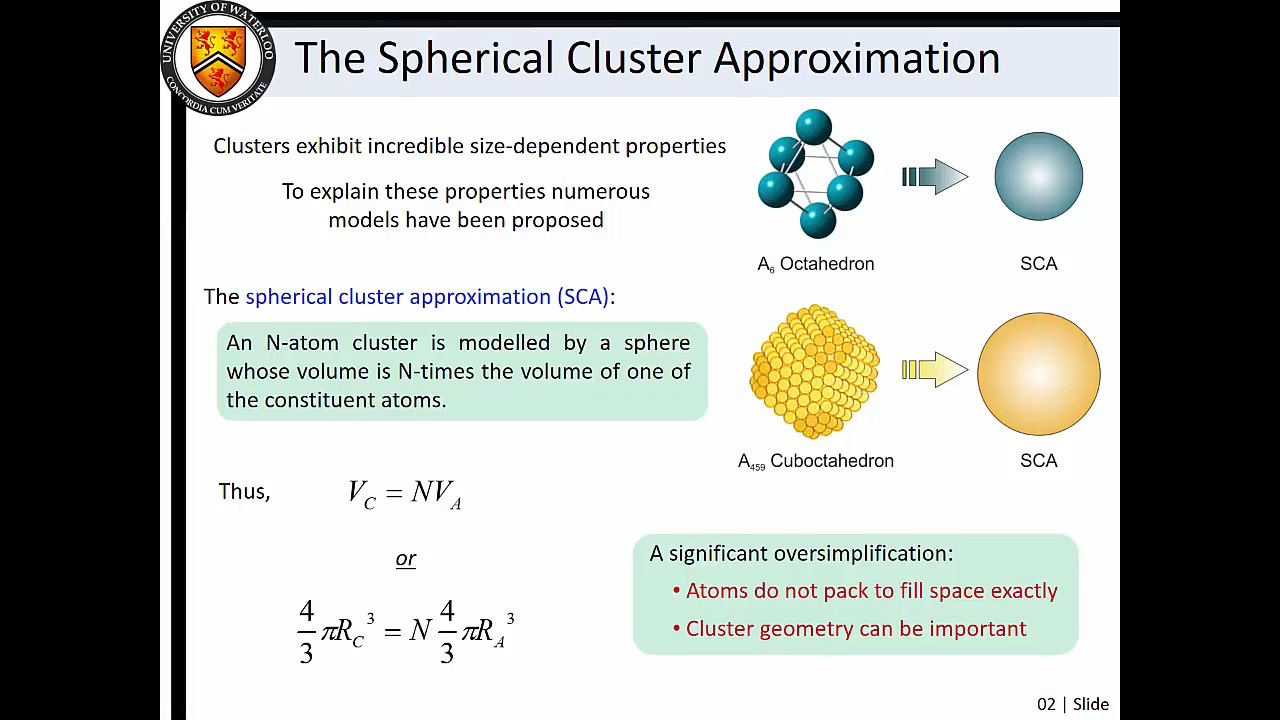 UNIVERSITY OF WATERLOO
CONCORDIA CUM VERITATE
The Spherical Cluster Approximation
Clusters exhibit incredible size-dependent properties
To explain these properties numerous
models have been proposed
A₆ Octahedron
SCA
The spherical cluster approximation (SCA):
An N-atom cluster is modelled by a sphere
whose volume is N-times the volume of one of
the constituent atoms.
A₄₅₉ Cuboctahedron
SCA
Thus, V_C = NV_A
or
4/3 πR_C³ = N 4/3 πR_A³
A significant oversimplification:
• Atoms do not pack to fill space exactly
• Cluster geometry can be important
02 | Slide